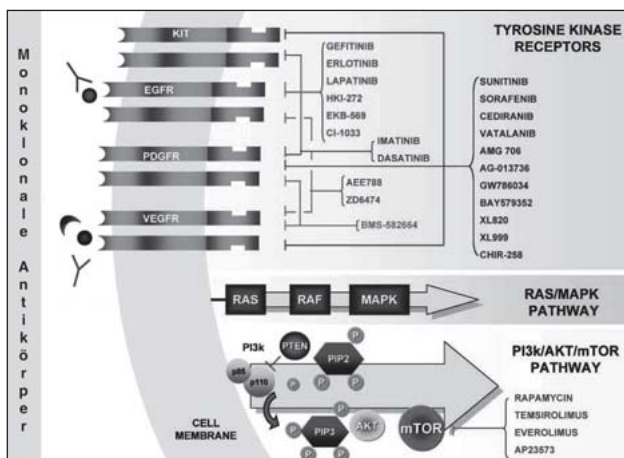 Monoklonale Antikörper
TYROSINE KINASE
RECEPTORS
KIT
EGFR
PDGFR
VEGFR
GEFITINIB
ERLOTINIB
LAPATINIB
HKI-272
EKB-569
CI-1033
IMATINIB
DASATINIB
AEE788
ZD6474
BMS-582664
SUNITINIB
SORAFENIB
CEDIRANIB
VATALANIB
AMG 706
AG-013736
GW786034
BAY579352
XL820
XL999
CHIR-258
RAS
RAF
MAPK
RAS/MAPK
PATHWAY
PI3k
p85
p110
PTEN
PIP2
P
P
P
P
PI3k/AKT/mTOR
PATHWAY
CELL
MEMBRANE
P
P
P
PIP3
AKT
mTOR
RAPAMYCIN
TEMSIROLIMUS
EVEROLIMUS
AP23573